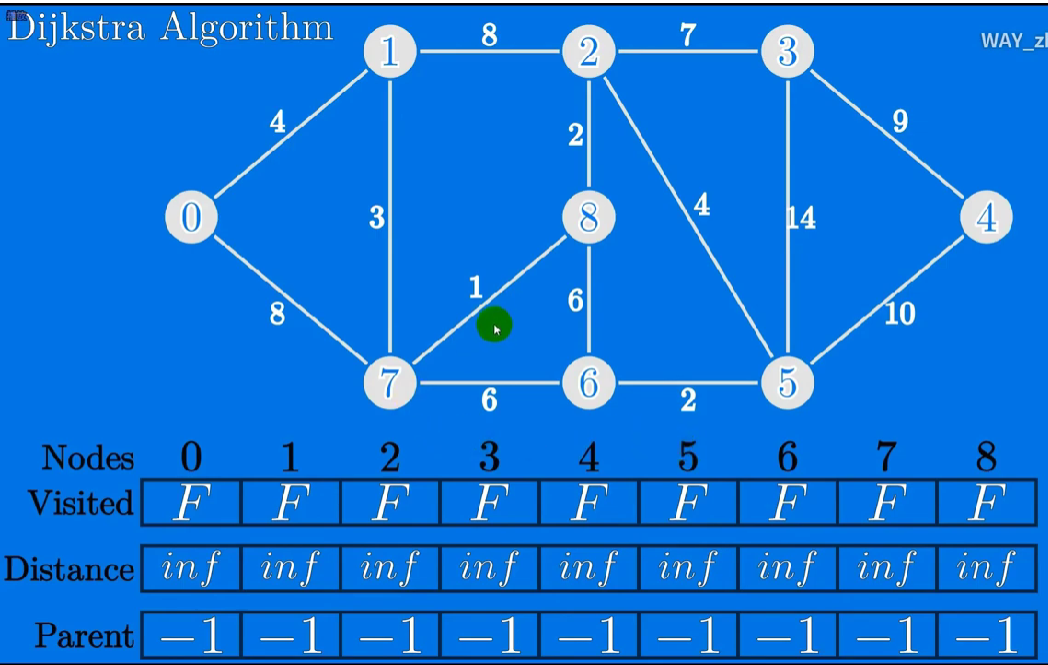 Dijkstra Algorithm
WAY_zl
1 8 2 7 3
4 2 9
0 3 8 4 14 4
8 1 6 10
7 6 6 2 5
Nodes 0 1 2 3 4 5 6 7 8
Visited F F F F F F F F F
Distance inf inf inf inf inf inf inf inf inf
Parent −1 −1 −1 −1 −1 −1 −1 −1 −1